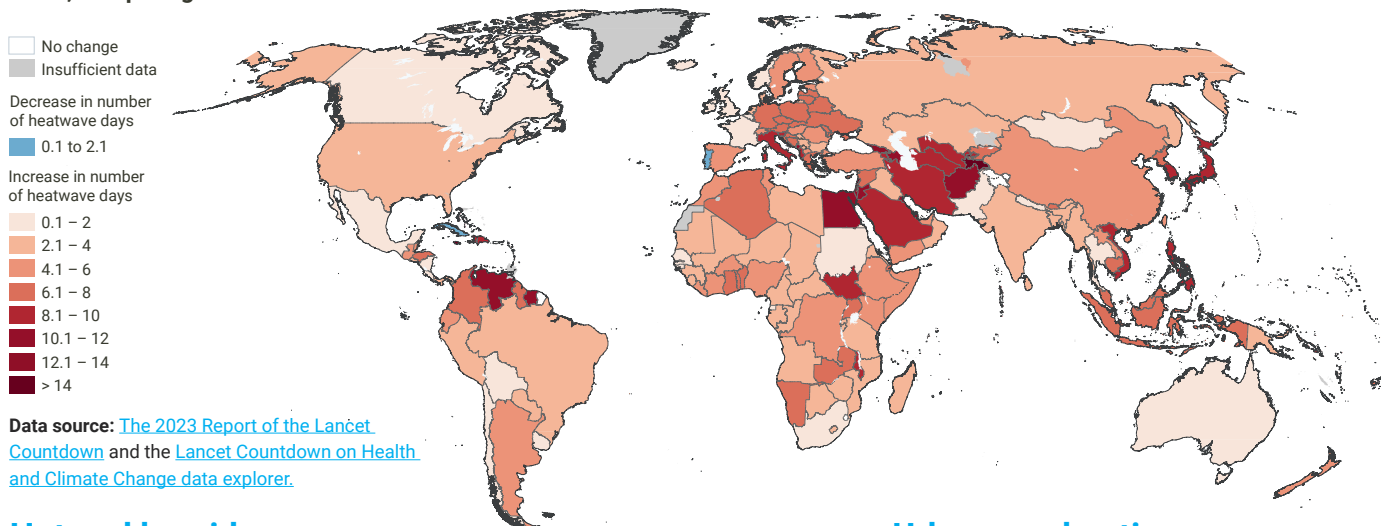 No change
Insufficient data
Decrease in number
of heatwave days
0.1 to 2.1
Increase in number
of heatwave days
0.1 – 2
2.1 – 4
4.1 – 6
6.1 – 8
8.1 – 10
10.1 – 12
12.1 – 14
> 14
Data source: The 2023 Report of the Lancet
Countdown and the Lancet Countdown on Health
and Climate Change data explorer.